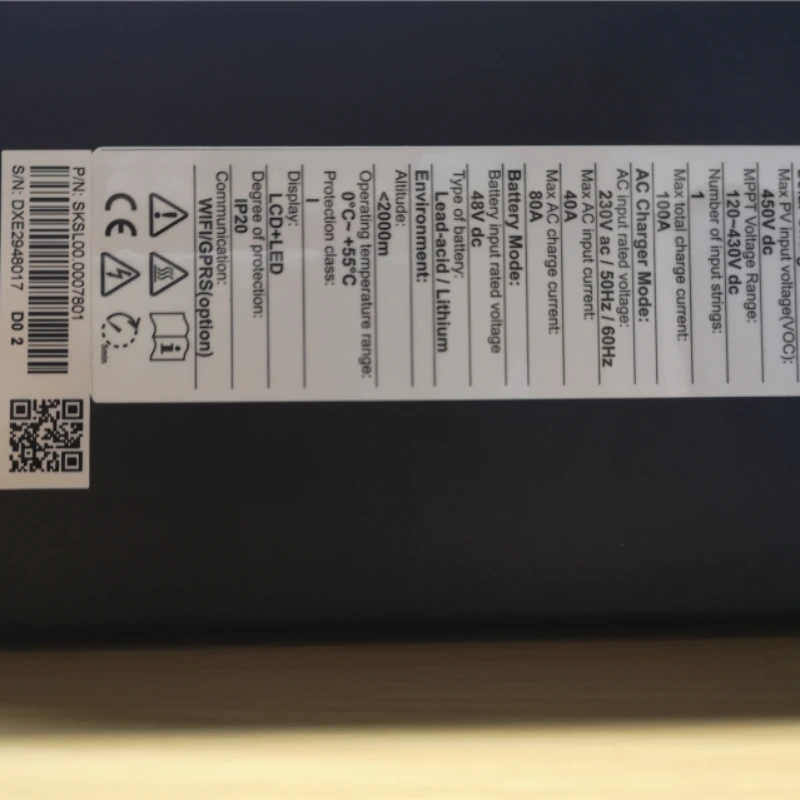 Max PV input voltage(VOC):
450V dc
MPPT Voltage Range:
120~430V dc
Number of input strings:
1
Max total charge current:
100A
AC Charger Mode:
AC input rated voltage:
230V ac / 50Hz / 60Hz
Max AC input current:
40A
Max AC charge current:
80A
Battery Mode:
Battery input rated voltage
48V dc
Type of battery:
Lead-acid / Lithium
Environment:
Altitude:
<2000m
Operating temperature range:
0°C~ +55°C
Protection class:
I
Display:
LCD+LED
Degree of protection:
IP20
Communication:
WIFI/GPRS(option)
CE
5min
P/N: SKSL00.0007801
S/N: DXE2948017 D0 2